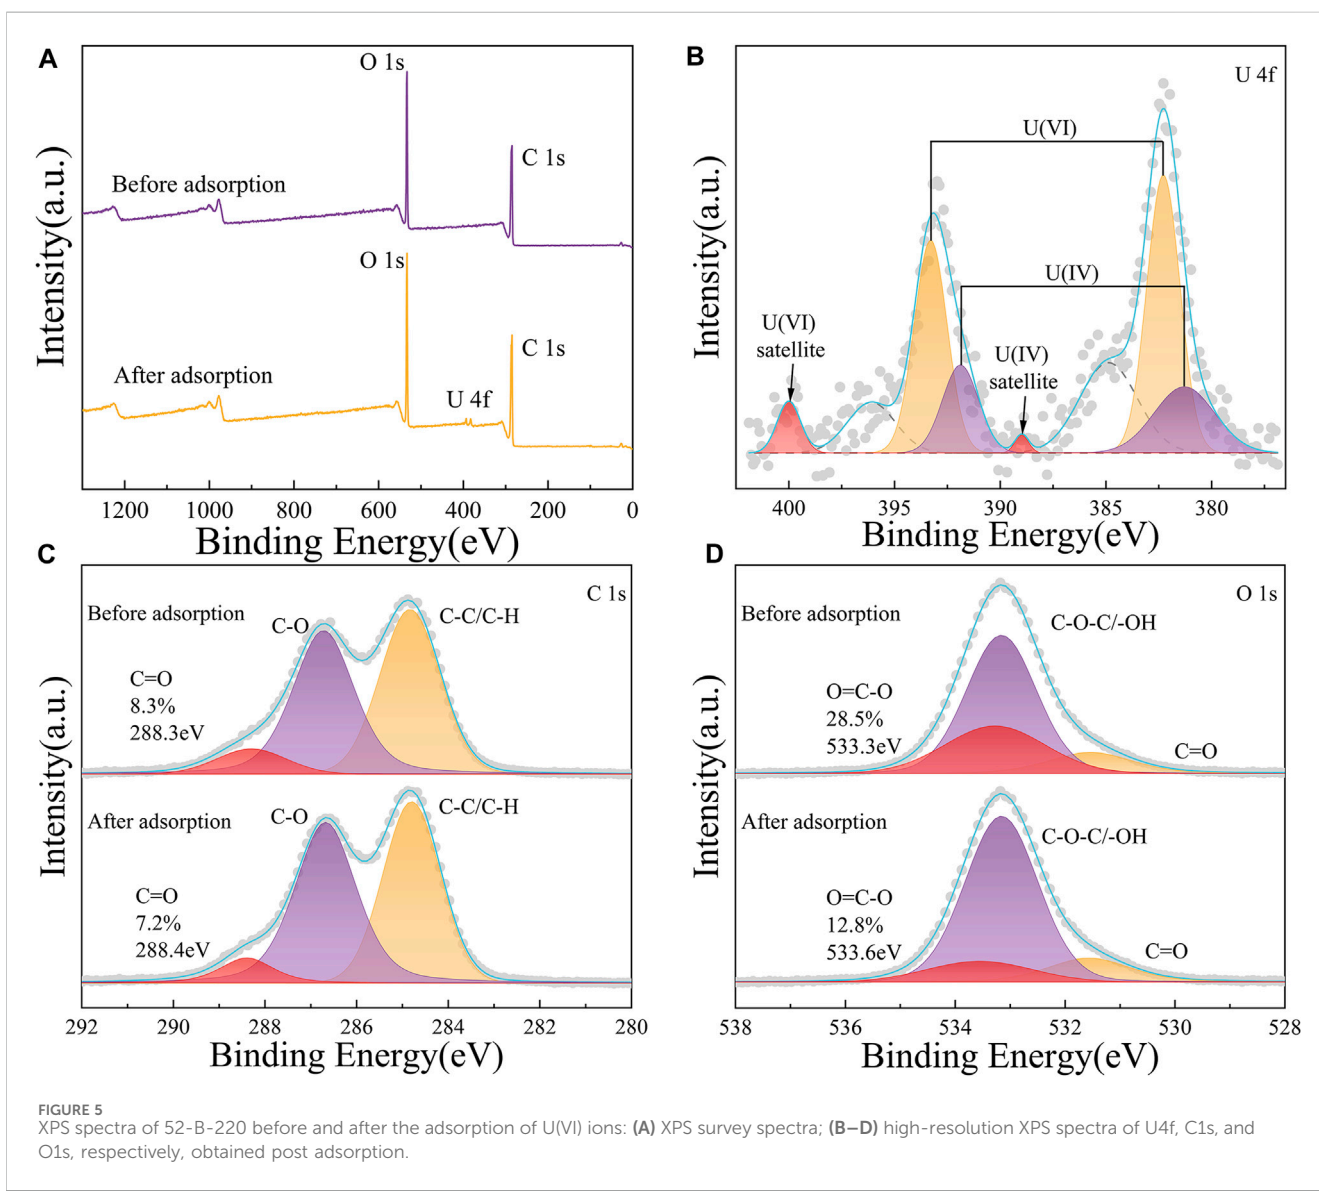 A
O 1s
C 1s
Before adsorption
O 1s
C 1s
U 4f
After adsorption
Intensity(a.u.)
1200 1000 800 600 400 200 0
Binding Energy(eV)
B
U 4f
U(VI)
U(IV)
U(VI)
satellite
U(IV)
satellite
Intensity(a.u.)
400 395 390 385 380
Binding Energy(eV)
C
C 1s
Before adsorption
C-O
C-C/C-H
C=O
8.3%
288.3eV
After adsorption
C-O
C-C/C-H
C=O
7.2%
288.4eV
Intensity(a.u.)
292 290 288 286 284 282 280
Binding Energy(eV)
D
O 1s
Before adsorption
C-O-C/-OH
O=C-O
28.5%
533.3eV
C=O
After adsorption
C-O-C/-OH
O=C-O
12.8%
533.6eV
C=O
Intensity(a.u.)
538 536 534 532 530 528
Binding Energy(eV)
FIGURE 5
XPS spectra of 52-B-220 before and after the adsorption of U(VI) ions: (A) XPS survey spectra; (B–D) high-resolution XPS spectra of U4f, C1s, and
O1s, respectively, obtained post adsorption.